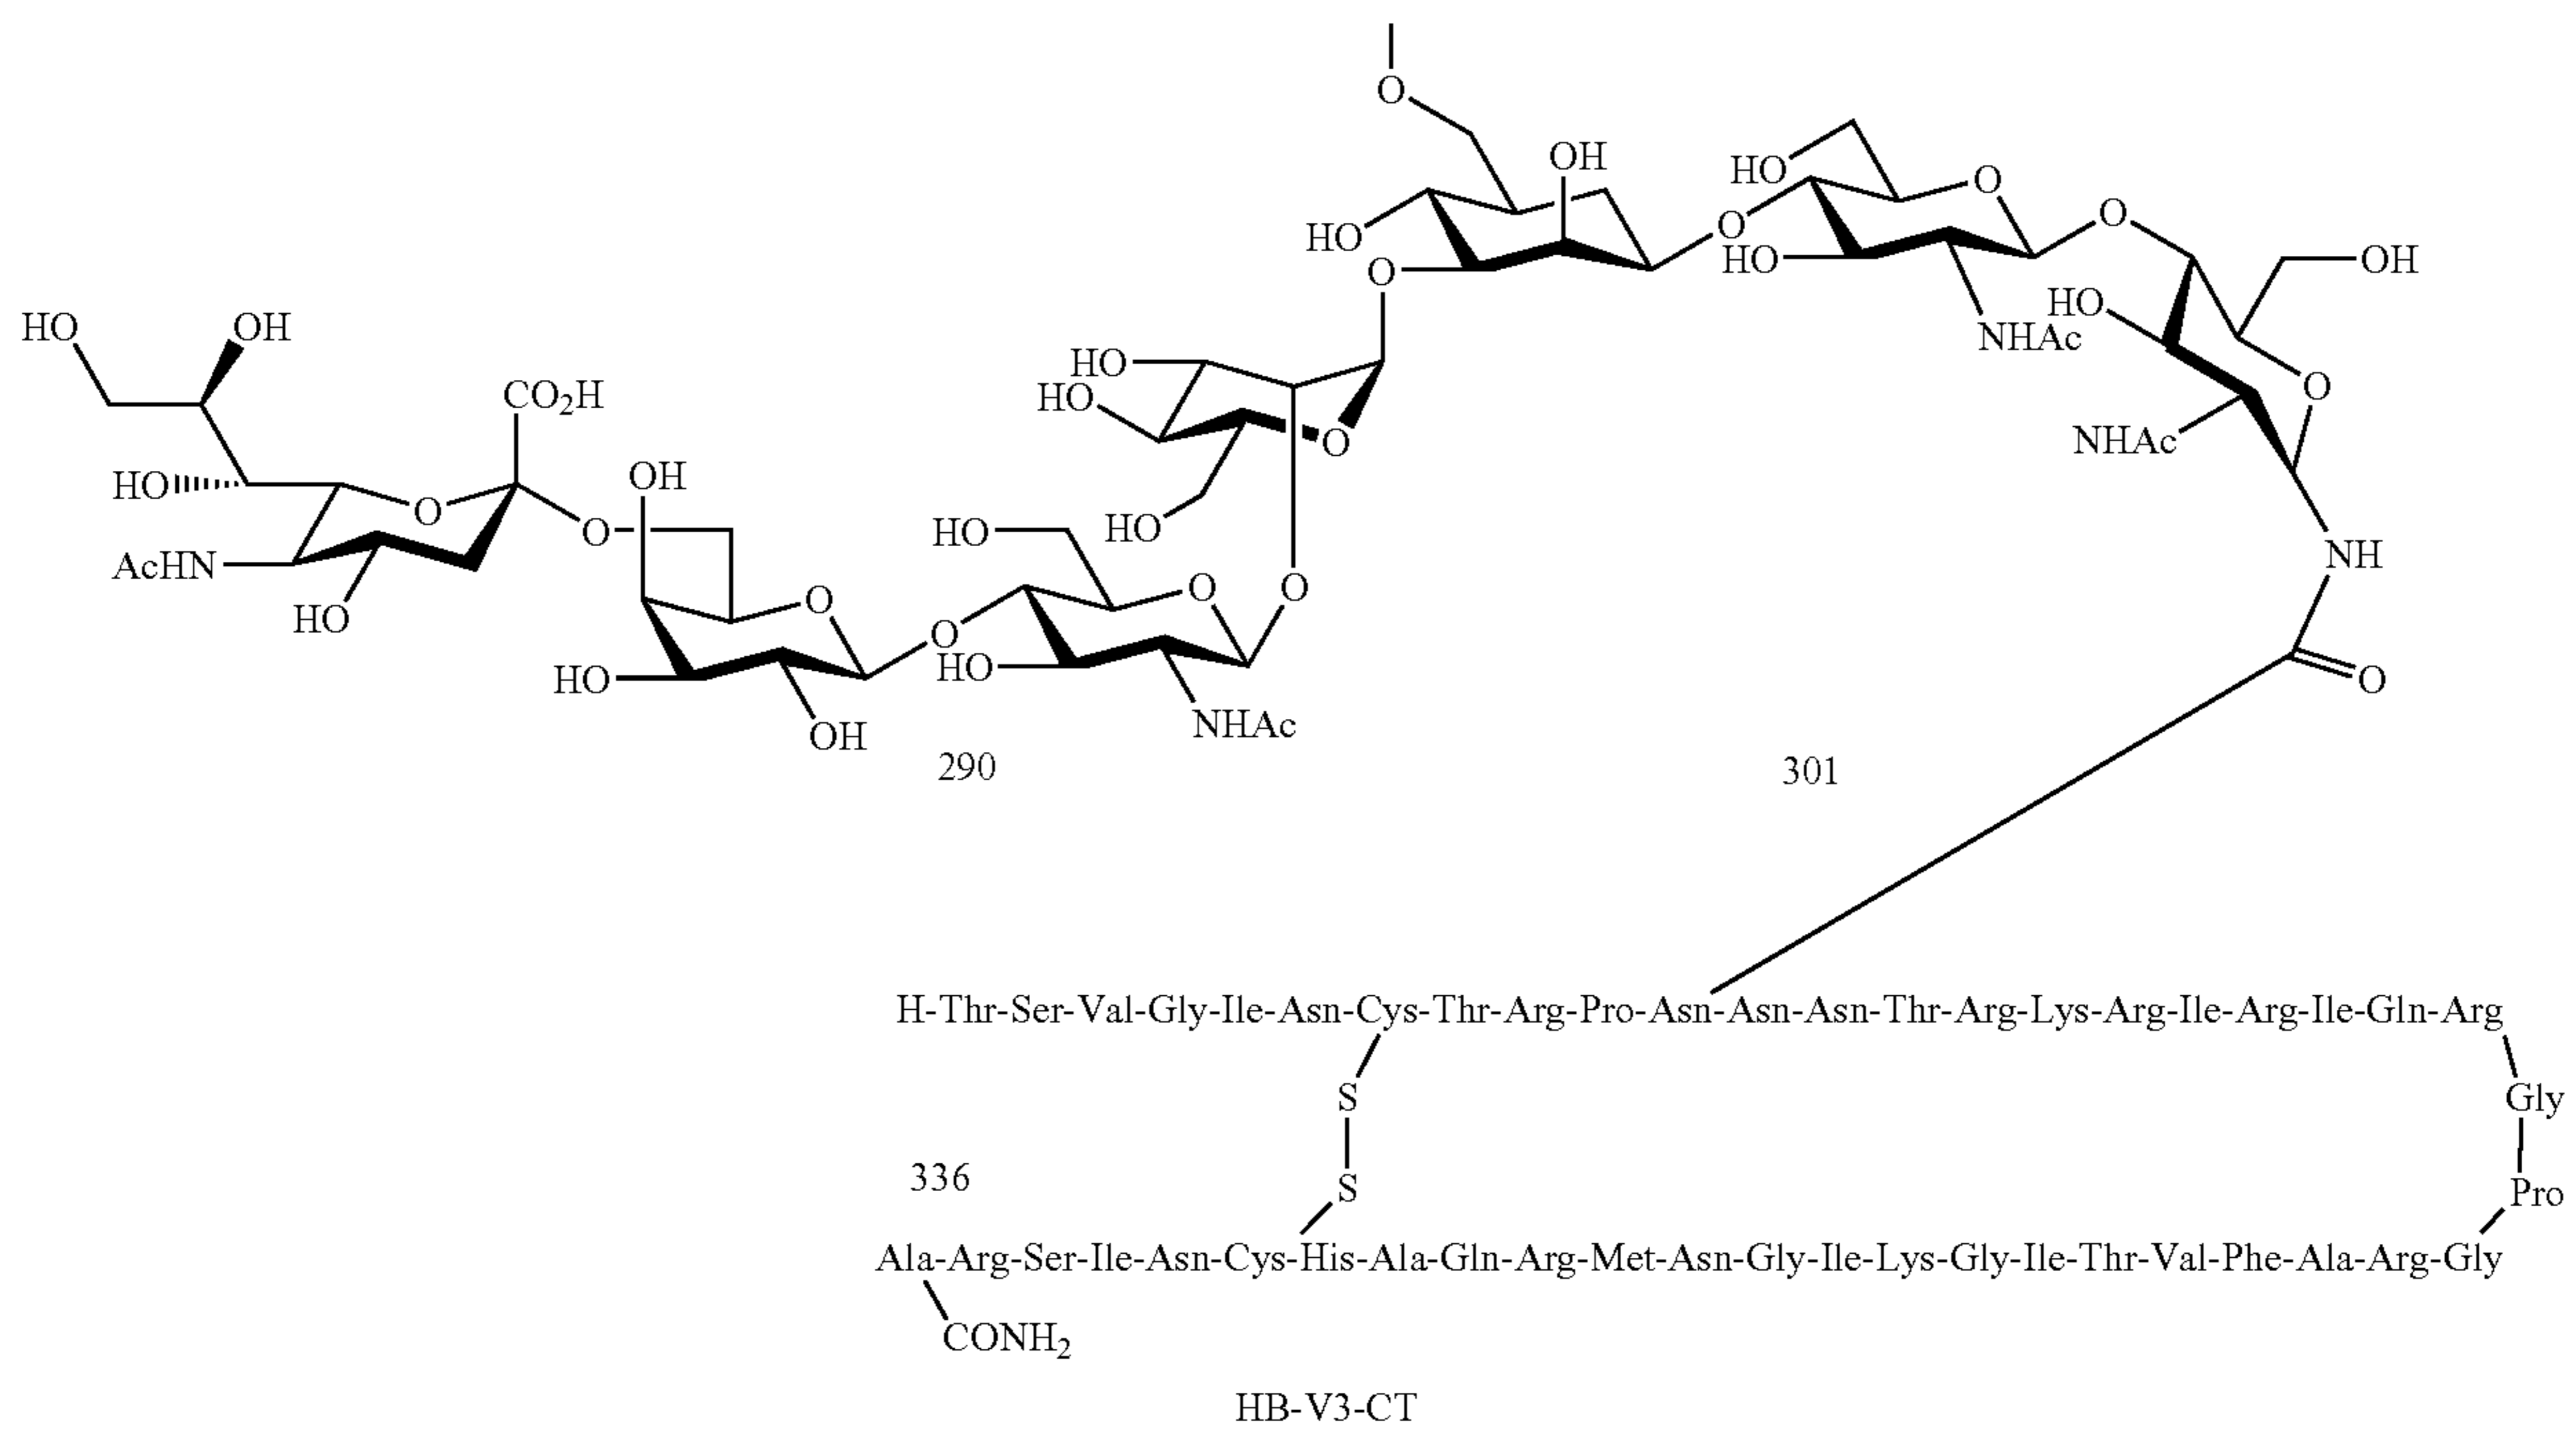 O
OH
HO
O
HO
O
O
HO
O
HO
NHAc
OH
HO
O
NHAc
O
HO
HO
O
HO
HO
OH
CO2H
HO
O
O
AcHN
HO
OH
O
HO
OH
O
HO
O
HO
NHAc
O
NH
O
290
301
H-Thr-Ser-Val-Gly-Ile-Asn-Cys-Thr-Arg-Pro-Asn-Asn-Asn-Thr-Arg-Lys-Arg-Ile-Arg-Ile-Gln-Arg
S
Gly
S
336
Pro
Ala-Arg-Ser-Ile-Asn-Cys-His-Ala-Gln-Arg-Met-Asn-Gly-Ile-Lys-Gly-Ile-Thr-Val-Phe-Ala-Arg-Gly
CONH2
HB-V3-CT